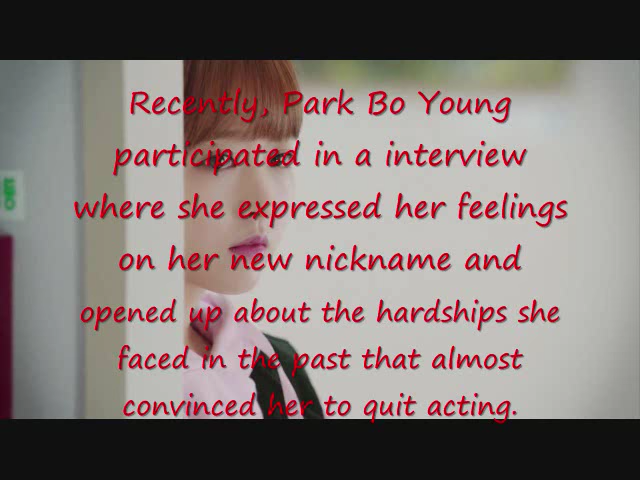 Recently, Park Bo Young
participated in a interview
where she expressed her feelings
on her new nickname and
opened up about the hardships she
faced in the past that almost
convinced her to quit acting.